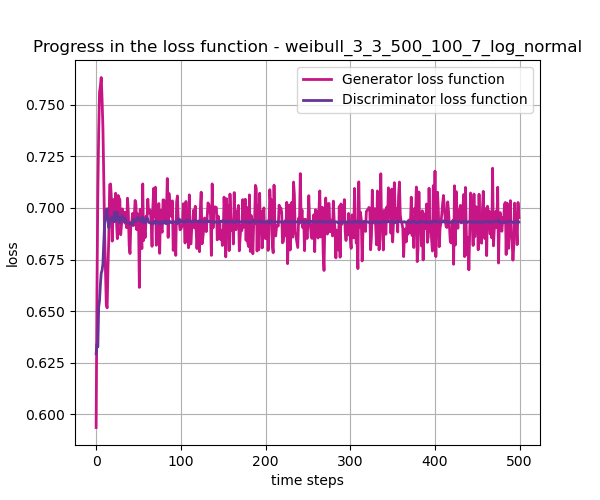 Progress in the loss function - weibull_3_3_500_100_7_log_normal
Generator loss function
Discriminator loss function
0.750
0.725
0.700
0.675
0.650
0.625
0.600
loss
0 100 200 300 400 500
time steps